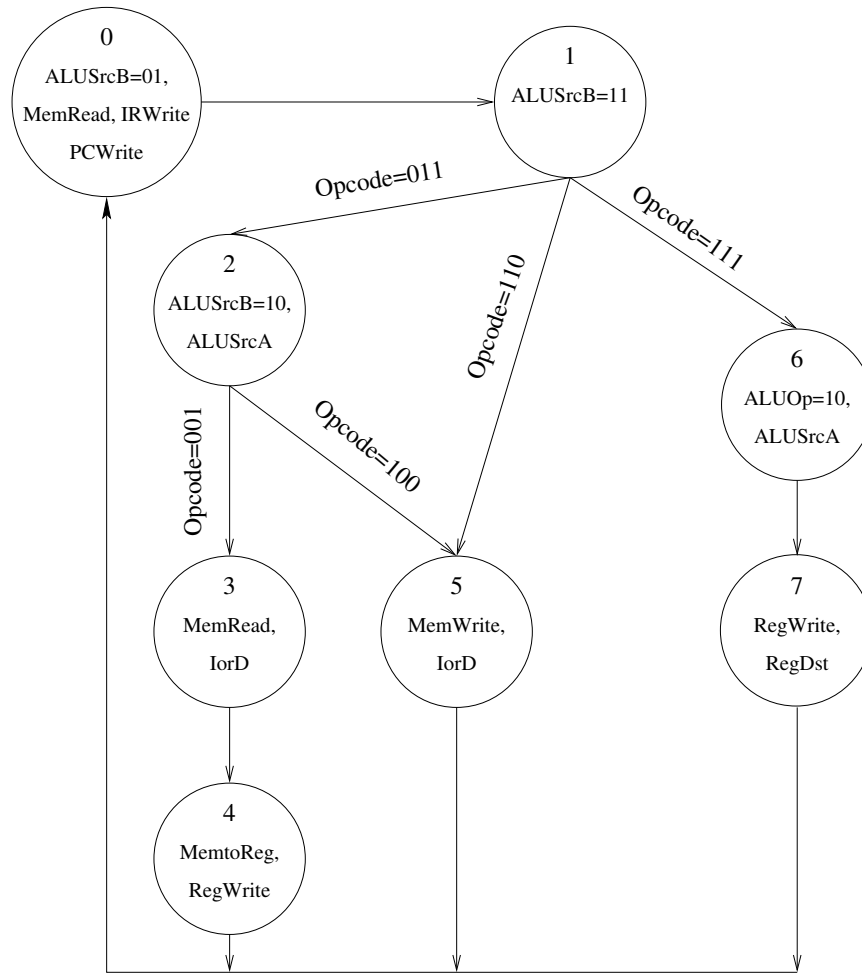 0
ALUSrcB=01,
MemRead, IRWrite
PCWrite
1
ALUSrcB=11
Opcode=011
Opcode=110
Opcode=111
2
ALUSrcB=10,
ALUSrcA
6
ALUOp=10,
ALUSrcA
Opcode=001
Opcode=100
3
MemRead,
IorD
5
MemWrite,
IorD
7
RegWrite,
RegDst
4
MemtoReg,
RegWrite